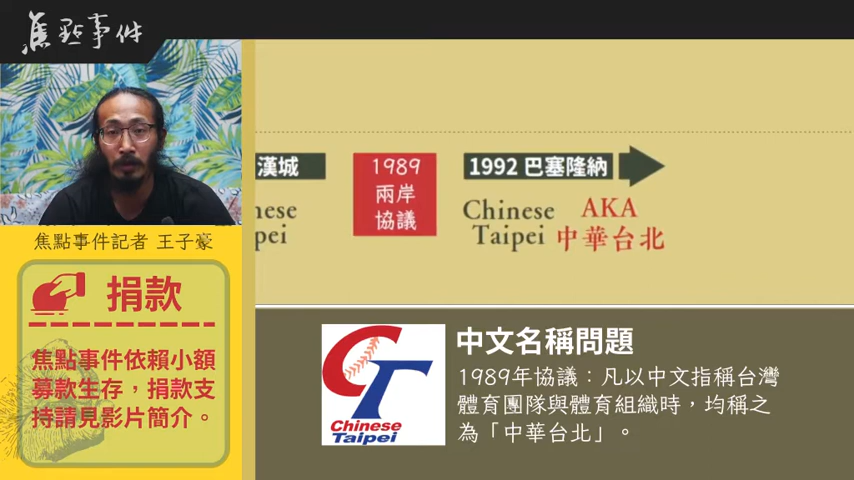 焦點事件
漢城
1989
兩岸
協議
1992 巴塞隆納
nese
pei
Chinese
Taipei
AKA
中華台北
焦點事件記者 王子豪
捐款
焦點事件依賴小額
募款生存，捐款支
持請見影片簡介。
CT
Chinese
Taipei
中文名稱問題
1989年協議：凡以中文指稱台灣
體育團隊與體育組織時，均稱之
為「中華台北」。